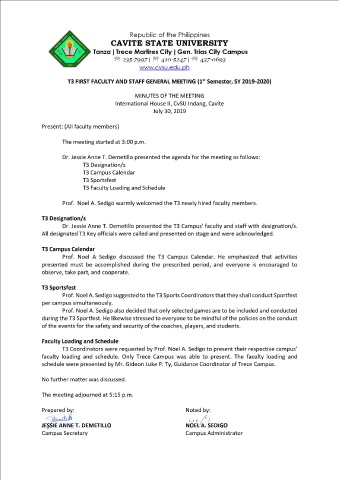 Republic of the Philippines
CAVITE STATE UNIVERSITY
Tanza | Trece Martires City | Gen. Trias City Campus
☏ 235-7997 | ☏ 410-5247 | ☏ 437-0693
www.cvsu.edu.ph
T3 FIRST FACULTY AND STAFF GENERAL MEETING (1st Semester, SY 2019-2020)
MINUTES OF THE MEETING
International House II, CvSU Indang, Cavite
July 30, 2019
Present: (All faculty members)
The meeting started at 3:00 p.m.
Dr. Jessie Anne T. Demetillo presented the agenda for the meeting as follows:
T3 Designation/s
T3 Campus Calendar
T3 Sportsfest
T3 Faculty Loading and Schedule
Prof. Noel A. Sedigo warmly welcomed the T3 newly hired faculty members.
T3 Designation/s
Dr. Jessie Anne T. Demetillo presented the T3 Campus' faculty and staff with designation/s.
All designated T3 Key officials were called and presented on stage and were acknowledged.
T3 Campus Calendar
Prof. Noel A Sedigo discussed the T3 Campus Calendar. He emphasized that activities
presented must be accomplished during the prescribed period, and everyone is encouraged to
observe, take part, and cooperate.
T3 Sportsfest
Prof. Noel A. Sedigo suggested to the T3 Sports Coordinators that they shall conduct Sportfest
per campus simultaneously.
Prof. Noel A. Sedigo also decided that only selected games are to be included and conducted
during the T3 Sportfest. He likewise stressed to everyone to be mindful of the policies on the conduct
of the events for the safety and security of the coaches, players, and students.
Faculty Loading and Schedule
T3 Coordinators were requested by Prof. Noel A. Sedigo to present their respective campus'
faculty loading and schedule. Only Trece Campus was able to present. The faculty loading and
schedule were presented by Mr. Gideon Luke P. Ty, Guidance Coordinator of Trece Campus.
No further matter was discussed.
The meeting adjourned at 5:15 p.m.
Prepared by:
Noted by:
JESSIE ANNE T. DEMETILLO
NOEL A. SEDIGO
Campus Secretary
Campus Administrator